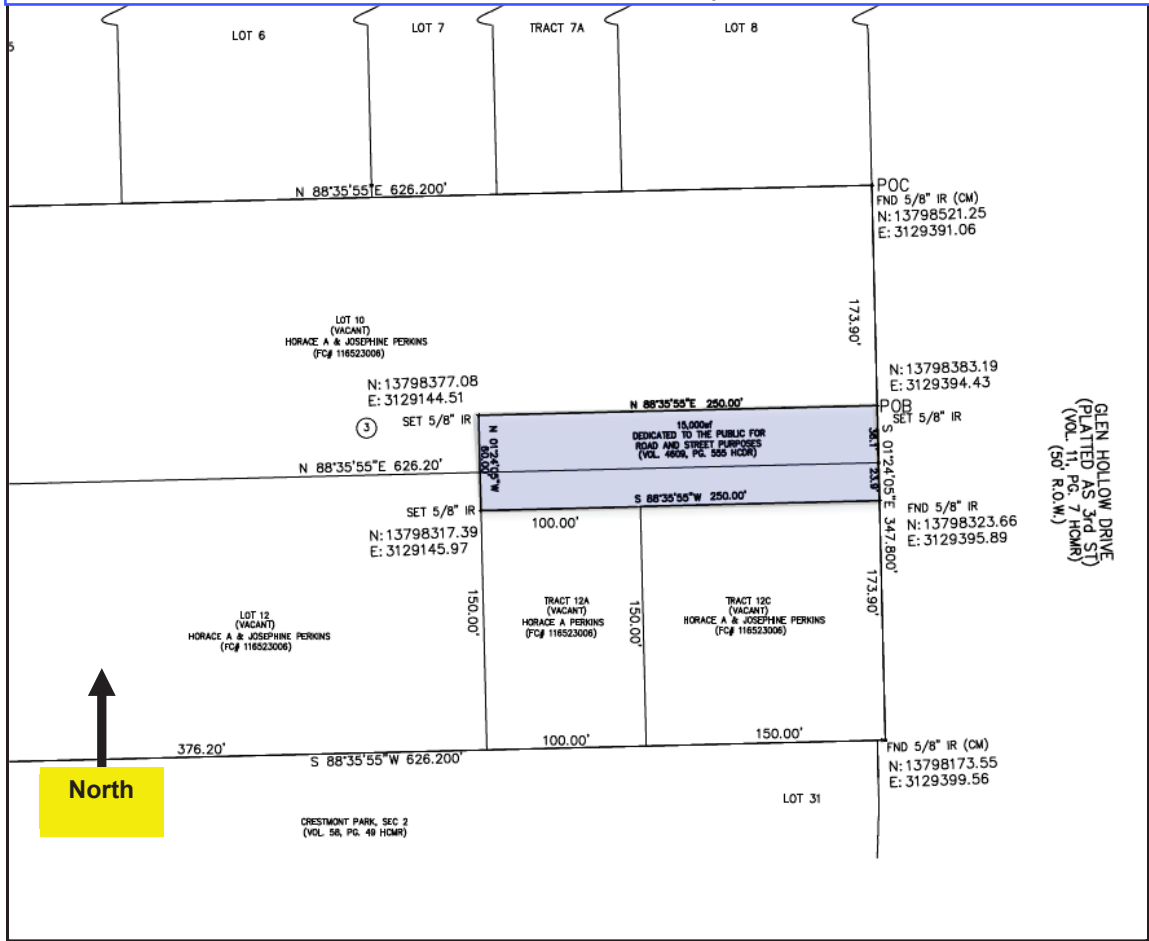 5
LOT 6
LOT 7
TRACT 7A
LOT 8
N 88°35'55"E 626.200'
POC
FND 5/8" IR (CM)
N: 13798521.25
E: 3129391.06
173.90'
LOT 10
(VACANT)
HORACE A & JOSEPHINE PERKINS
(FC# 116523006)
N: 13798377.08
E: 3129144.51
SET 5/8" IR
3
N: 13798383.19
E: 3129394.43
POB
SET 5/8" IR
N 88°35'55"E 250.00'
15,000sf
DEDICATED TO THE PUBLIC FOR
ROAD AND STREET PURPOSES
(VOL. 4609, PG. 555 HCDR)
N 01°24'05"W
60.00'
36.1'
23.9'
S 01°24'05"E 347.800'
GLEN HOLLOW DRIVE
(PLATTED AS 3rd ST)
(VOL. 11, PG. 7 HCMR)
(50' R.O.W.)
N 88°35'55"E 626.20'
S 88°35'55"W 250.00'
SET 5/8" IR
N: 13798317.39
E: 3129145.97
100.00'
FND 5/8" IR
N: 13798323.66
E: 3129395.89
173.90'
150.00'
150.00'
LOT 12
(VACANT)
HORACE A & JOSEPHINE PERKINS
(FC# 116523006)
TRACT 12A
(VACANT)
HORACE A PERKINS
(FC# 116523006)
TRACT 12C
(VACANT)
HORACE A & JOSEPHINE PERKINS
(FC# 116523006)
376.20'
100.00'
150.00'
S 88°35'55"W 626.200'
FND 5/8" IR (CM)
N: 13798173.55
E: 3129399.56
North
LOT 31
CRESTMONT PARK, SEC 2
(VOL. 58, PG. 49 HCMR)